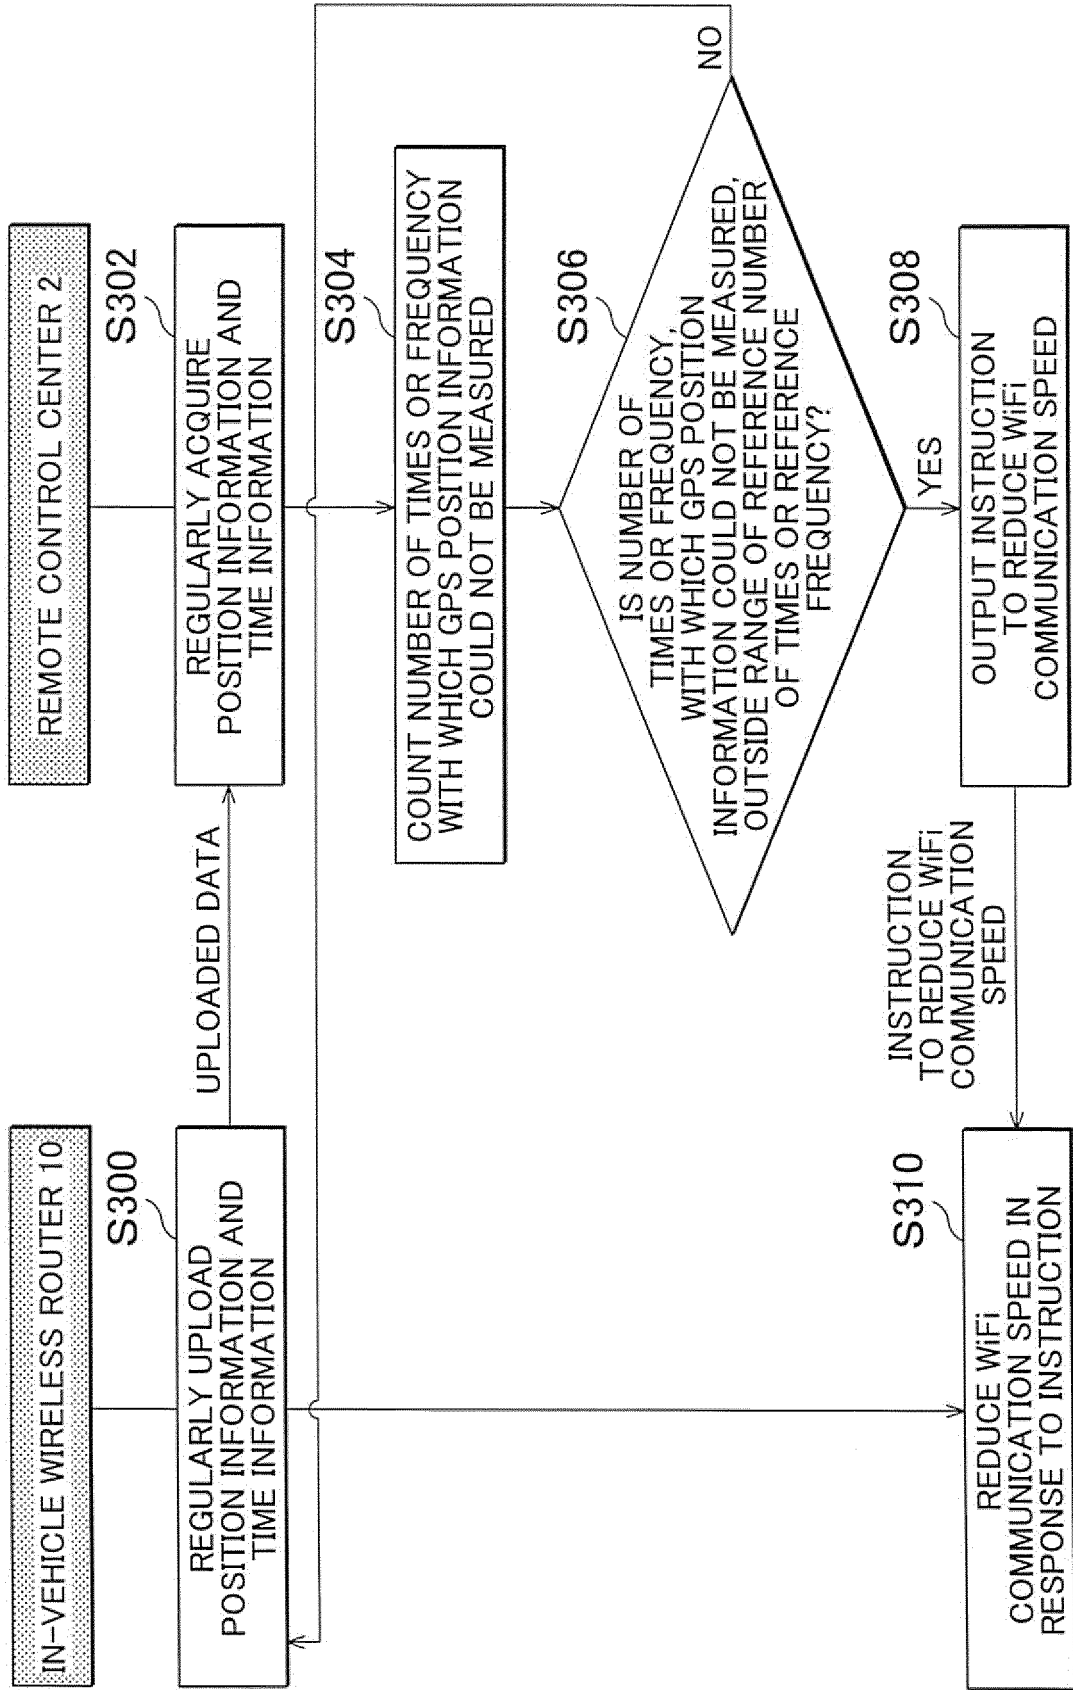 IN-VEHICLE WIRELESS ROUTER 10
REMOTE CONTROL CENTER 2
S300
REGULARLY UPLOAD
POSITION INFORMATION AND
TIME INFORMATION
UPLOADED DATA
S302
REGULARLY ACQUIRE
POSITION INFORMATION AND
TIME INFORMATION
S304
COUNT NUMBER OF TIMES OR FREQUENCY
WITH WHICH GPS POSITION INFORMATION
COULD NOT BE MEASURED
S306
IS NUMBER OF
TIMES OR FREQUENCY,
WITH WHICH GPS POSITION
INFORMATION COULD NOT BE MEASURED,
OUTSIDE RANGE OF REFERENCE NUMBER
OF TIMES OR REFERENCE
FREQUENCY?
NO
YES
S308
OUTPUT INSTRUCTION
TO REDUCE WiFi
COMMUNICATION SPEED
INSTRUCTION
TO REDUCE WiFi
COMMUNICATION
SPEED
S310
REDUCE WiFi
COMMUNICATION SPEED IN
RESPONSE TO INSTRUCTION